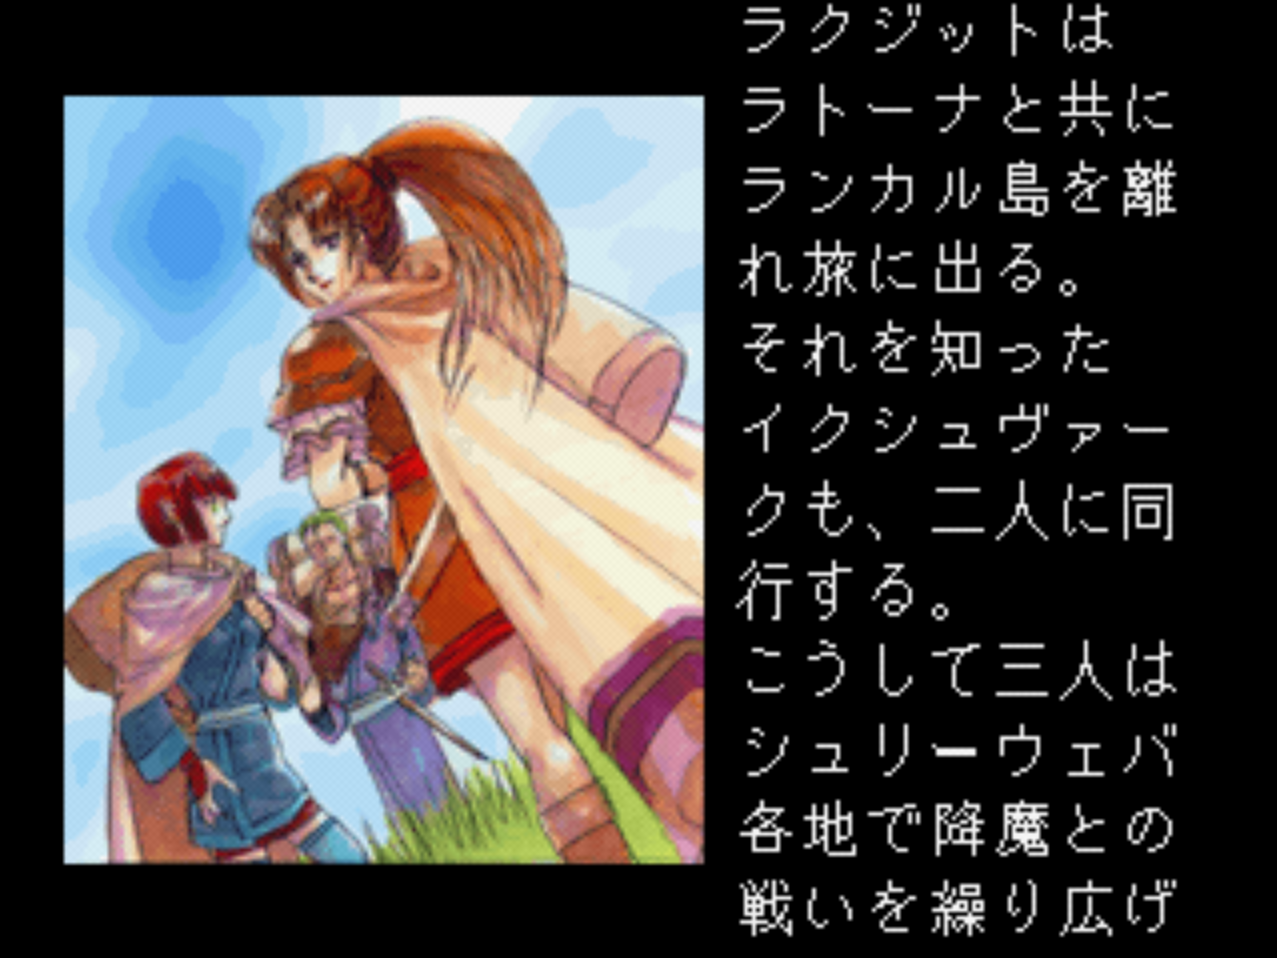 ラクジットは
ラトーナと共に
ランカル島を離
れ旅に出る。
それを知った
イクシュヴァー
クも、二人に同
行する。
こうして三人は
シュリーウェバ
各地で降魔との
戦いを繰り広げ